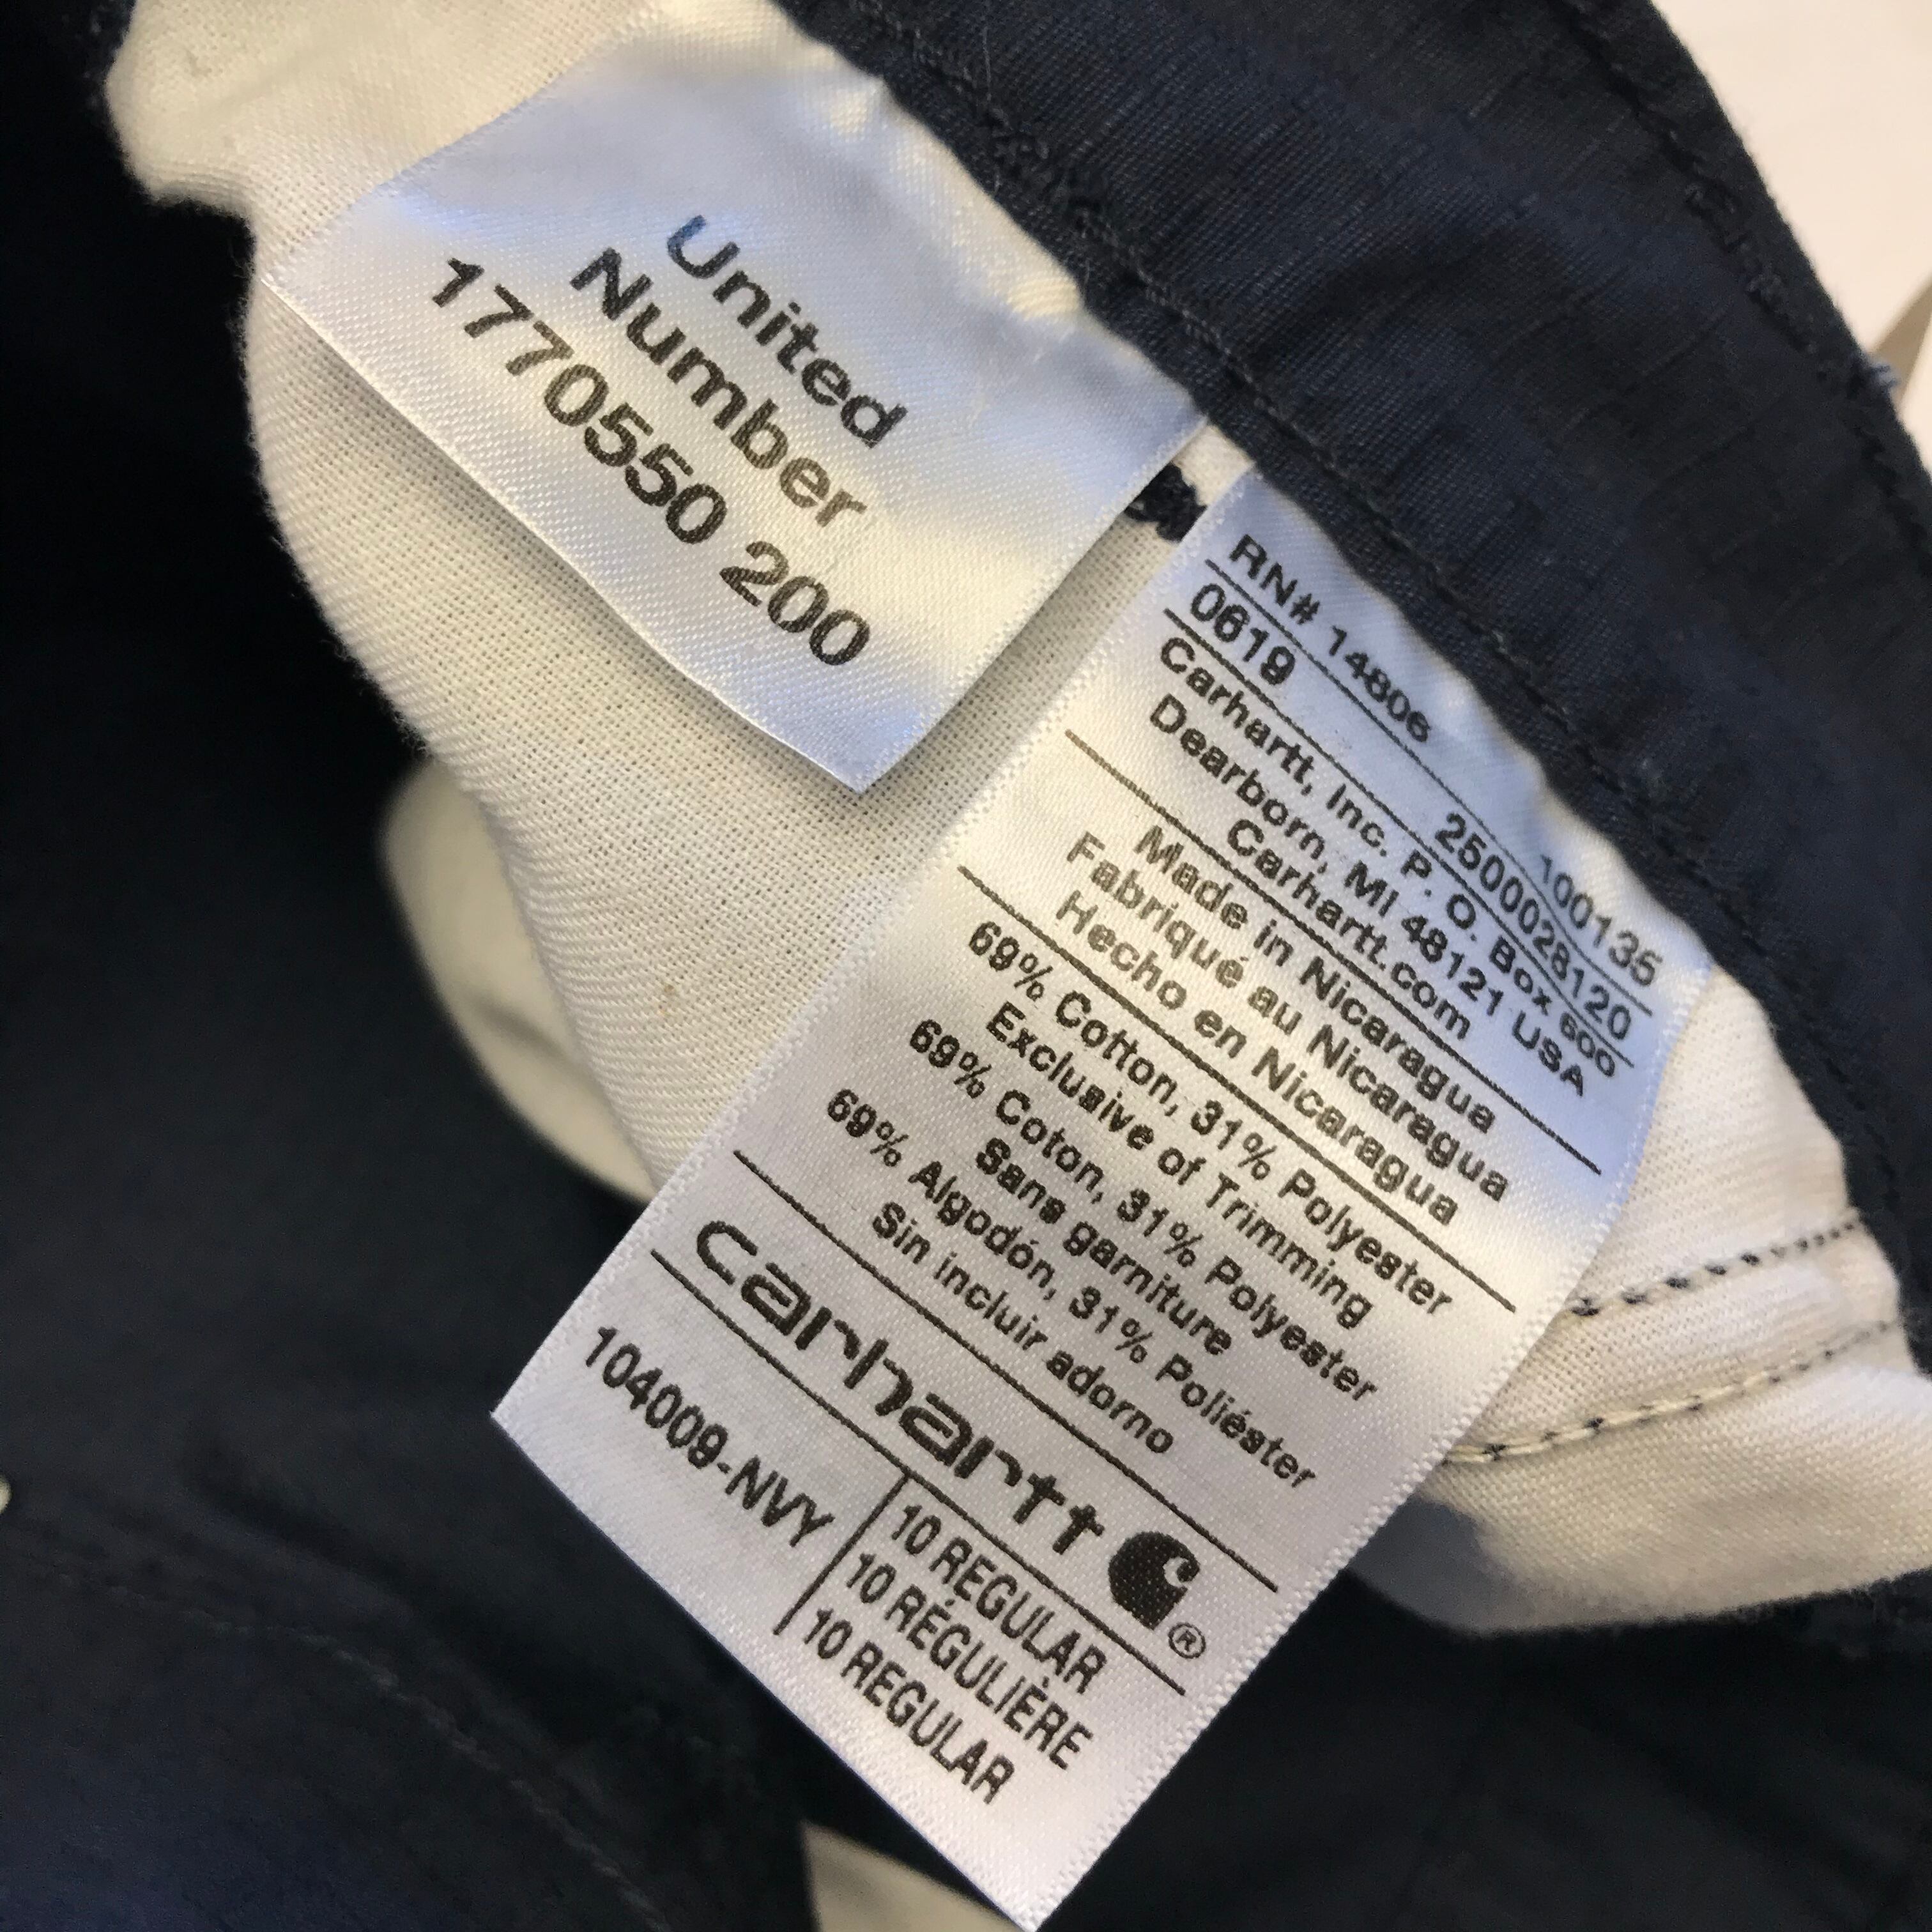 United
Number
1770550 200
RN# 14806 100135
0619 2500028120
Carhartt, Inc. P. O. Box 600
Dearborn, MI 48121 USA
Carhartt.com
Made in Nicaragua
Fabriqué au Nicaragua
Hecho en Nicaragua
69% Cotton, 31% Polyester
Exclusive of Trimming
69% Coton, 31% Polyester
Sans garniture
69% Algodón, 31% Poliéster
Sin incluir adorno
carhartt ®
104009-NVY
10 REGULAR
10 RÉGULIÈRE
10 REGULAR